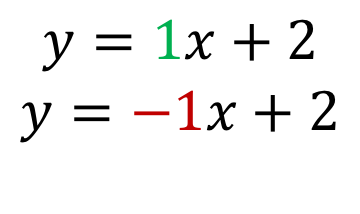 y = 1x + 2
y = −1x + 2